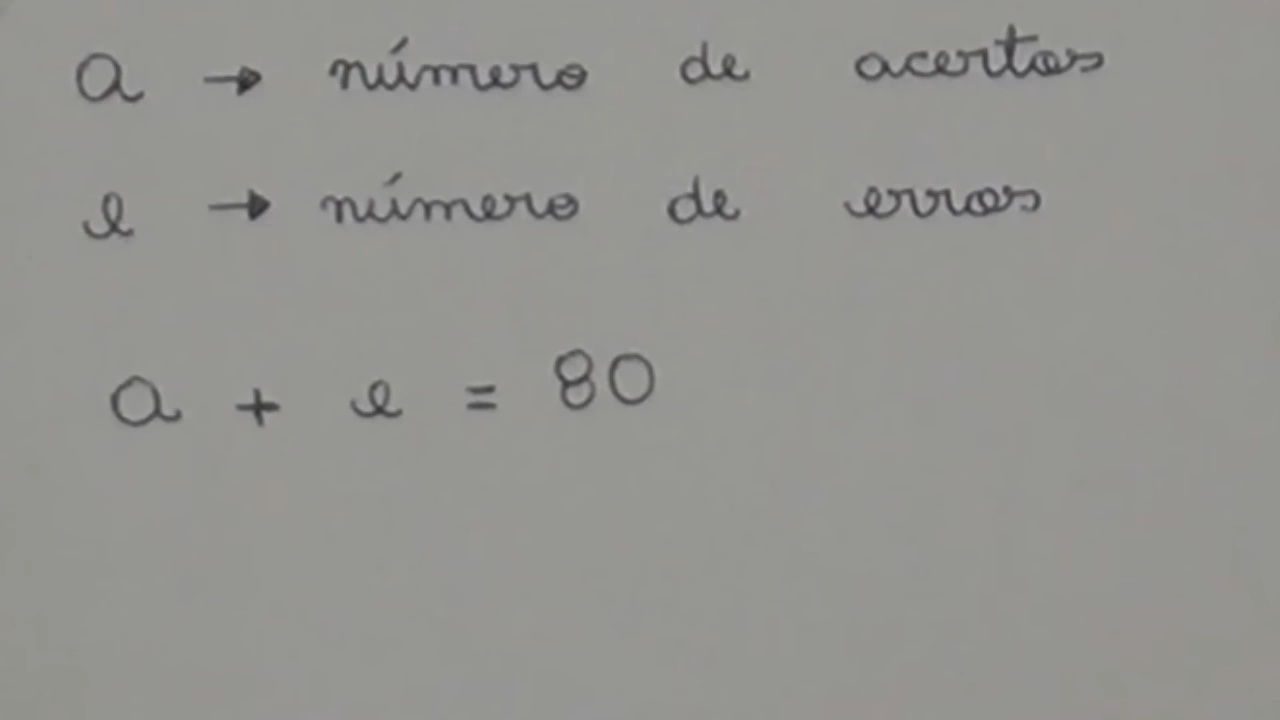 a → número de acertos
e → número de erros
a + e = 80